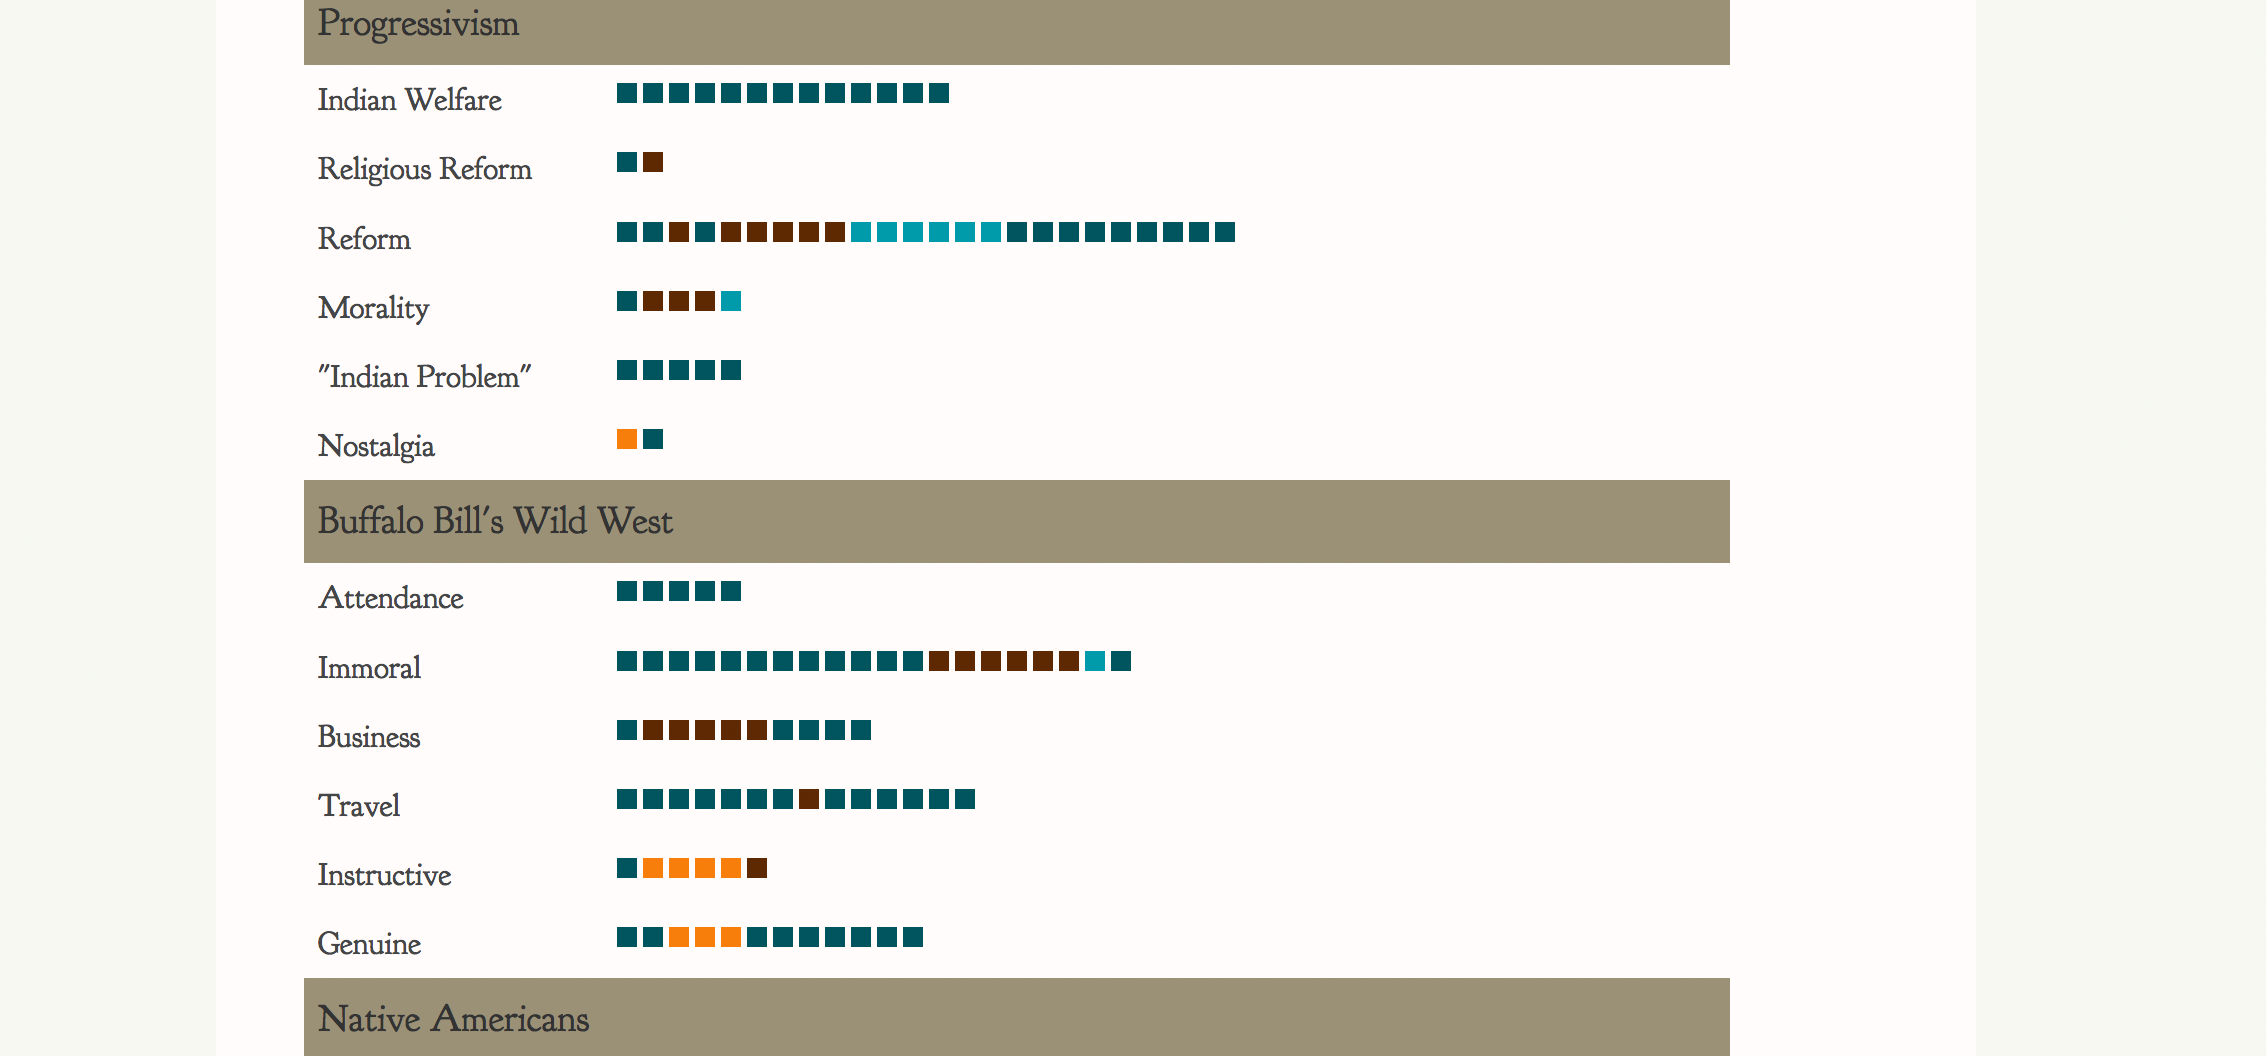 Progressivism
Indian Welfare
Religious Reform
Reform
Morality
"Indian Problem"
Nostalgia
Buffalo Bill's Wild West
Attendance
Immoral
Business
Travel
Instructive
Genuine
Native Americans